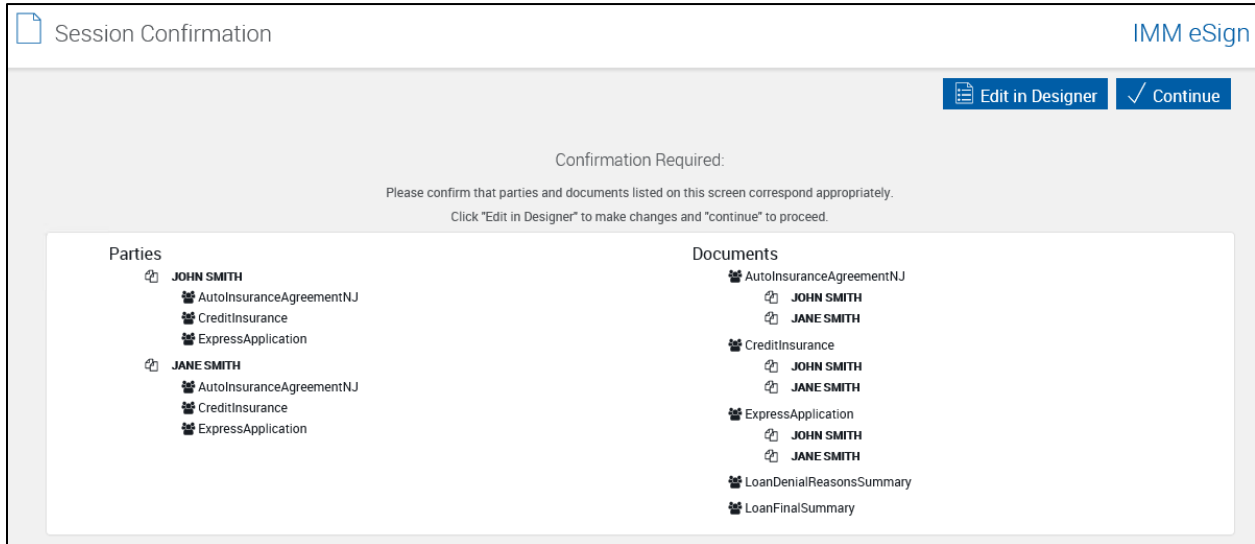 Session Confirmation
IMM eSign
Edit in Designer
Continue
Confirmation Required:
Please confirm that parties and documents listed on this screen correspond appropriately.
Click "Edit in Designer" to make changes and "continue" to proceed.
Parties
JOHN SMITH
AutoInsuranceAgreementNJ
CreditInsurance
ExpressApplication
JANE SMITH
AutoInsuranceAgreementNJ
CreditInsurance
ExpressApplication
Documents
AutoInsuranceAgreementNJ
JOHN SMITH
JANE SMITH
CreditInsurance
JOHN SMITH
JANE SMITH
ExpressApplication
JOHN SMITH
JANE SMITH
LoanDenialReasonsSummary
LoanFinalSummary